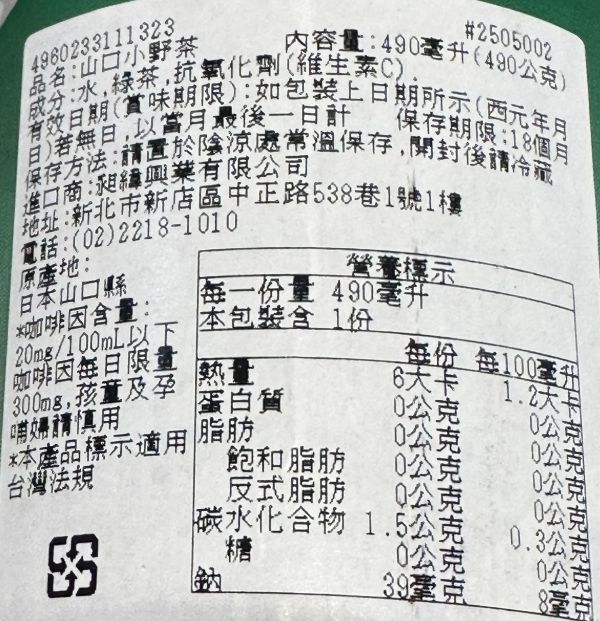 4980233111323
#2505002
品名:山口小野茶
內容量:490毫升(490公克)
成分:水,綠茶,抗氧化劑(維生素C).
有效日期(賞味期限):如包裝上日期所示(西元年月
日)若無日,以當月最後一日計 保存期限:18個月
保存方法:請置於陰涼處常溫保存,開封後請冷藏
進口商:昶緯興業有限公司
地址:新北市新店區中正路538巷1號1樓
電話:(02)2218-1010
原產地:
日本山口縣
*咖啡因含量:
20mg/100mL以下
咖啡因每日限量
300mg,孩童及孕
哺婦請慎用
*本產品標示適用
台灣法規
營養標示
每一份量 490毫升
本包裝含 1份
每份 每100毫升
熱量 6大卡 1.2大卡
蛋白質 0公克 0公克
脂肪 0公克 0公克
飽和脂肪 0公克 0公克
反式脂肪 0公克 0公克
碳水化合物 1.5公克 0.3公克
糖 0公克 0公克
鈉 39毫克 8毫克